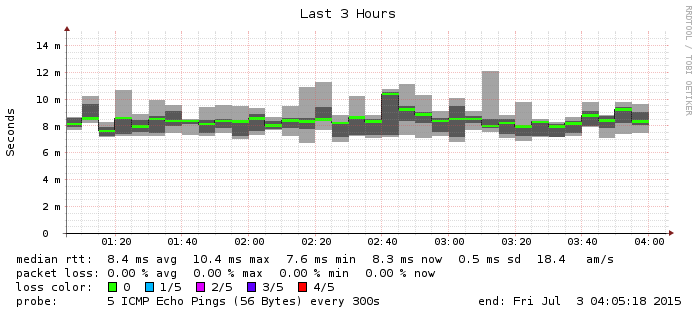 Last 3 Hours
RRDTOOL / TOBI OETIKER
Seconds
14 m
12 m
10 m
8 m
6 m
4 m
2 m
0
01:20 01:40 02:00 02:20 02:40 03:00 03:20 03:40 04:00
median rtt: 8.4 ms avg 10.4 ms max 7.6 ms min 8.3 ms now 0.5 ms sd 18.4 am/s
packet loss: 0.00 % avg 0.00 % max 0.00 % min 0.00 % now
loss color: 0 1/5 2/5 3/5 4/5
probe: 5 ICMP Echo Pings (56 Bytes) every 300s end: Fri Jul 3 04:05:18 2015